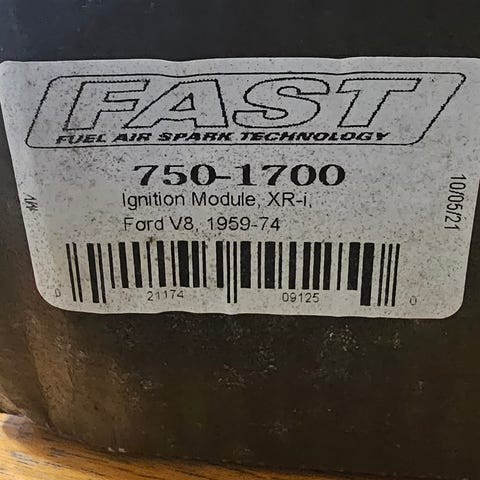 FAST
FUEL AIR SPARK TECHNOLOGY
750-1700
Ignition Module, XR-i,
Ford V8, 1959-74
10/05/21
0 21174 09125 0